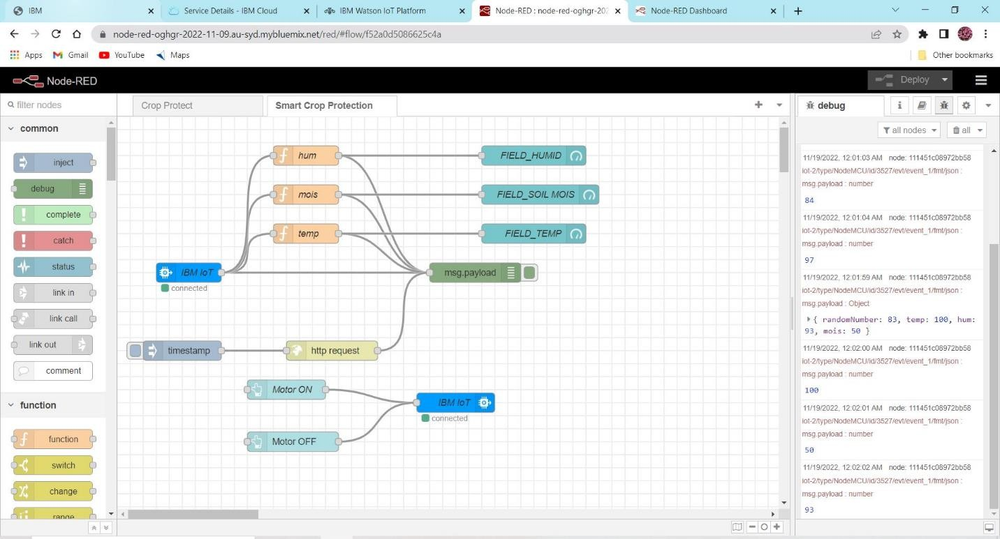 IBM
Service Details - IBM Cloud
IBM Watson IoT Platform
Node-RED : node-red-oghgr-202
Node-RED Dashboard
node-red-oghgr-2022-11-09.au-syd.mybluemix.net/red/#flow/f52a0d5086625c4a
Apps
Gmail
YouTube
Maps
Other bookmarks
Node-RED
Deploy
filter nodes
common
inject
debug
complete
catch
status
link in
link call
link out
comment
function
function
switch
change
range
Crop Protect
Smart Crop Protection
hum
FIELD_HUMID
mois
FIELD_SOIL MOIS
temp
FIELD_TEMP
IBM IoT
connected
msg.payload
timestamp
http request
Motor ON
IBM IoT
connected
Motor OFF
debug
i
all nodes
all
11/19/2022, 12:01:03 AM node: 111451c08972bb58
iot-2/type/NodeMCU/id/3527/evt/event_1/fmt/json :
msg.payload : number
84
11/19/2022, 12:01:04 AM node: 111451c08972bb58
iot-2/type/NodeMCU/id/3527/evt/event_1/fmt/json :
msg.payload : number
97
11/19/2022, 12:01:59 AM node: 111451c08972bb58
iot-2/type/NodeMCU/id/3527/evt/event_1/fmt/json :
msg.payload : Object
{ randomNumber: 83, temp: 100, hum:
93, mois: 50 }
11/19/2022, 12:02:00 AM node: 111451c08972bb58
iot-2/type/NodeMCU/id/3527/evt/event_1/fmt/json :
msg.payload : number
100
11/19/2022, 12:02:01 AM node: 111451c08972bb58
iot-2/type/NodeMCU/id/3527/evt/event_1/fmt/json :
msg.payload : number
50
11/19/2022, 12:02:02 AM node: 111451c08972bb58
iot-2/type/NodeMCU/id/3527/evt/event_1/fmt/json :
msg.payload : number
93